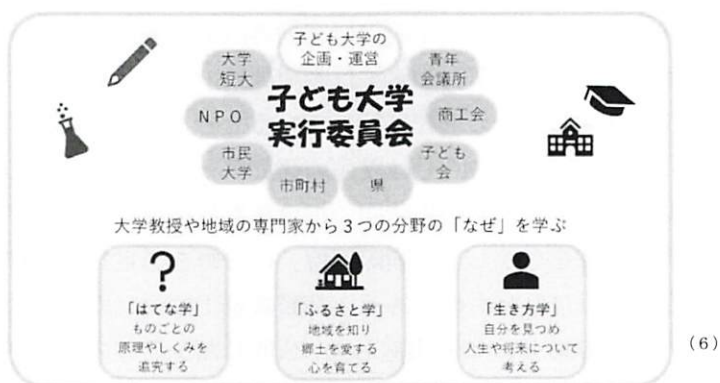 子ども大学の
企画・運営
大学
短大
青年
会議所
NPO
子ども大学
実行委員会
商工会
市民
大学
子ども
会
市町村
県
大学教授や地域の専門家から3つの分野の「なぜ」を学ぶ
?
「はてな学」
ものごとの
原理やしくみを
追究する
「ふるさと学」
地域を知り
郷土を愛する
心を育てる
「生き方学」
自分を見つめ
人生や将来について
考える
(6)